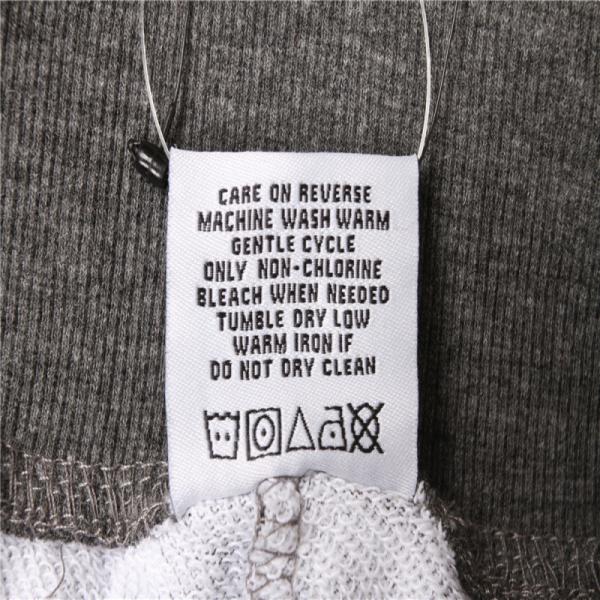 CARE ON REVERSE
MACHINE WASH WARM
GENTLE CYCLE
ONLY NON-CHLORINE
BLEACH WHEN NEEDED
TUMBLE DRY LOW
WARM IRON IF
DO NOT DRY CLEAN